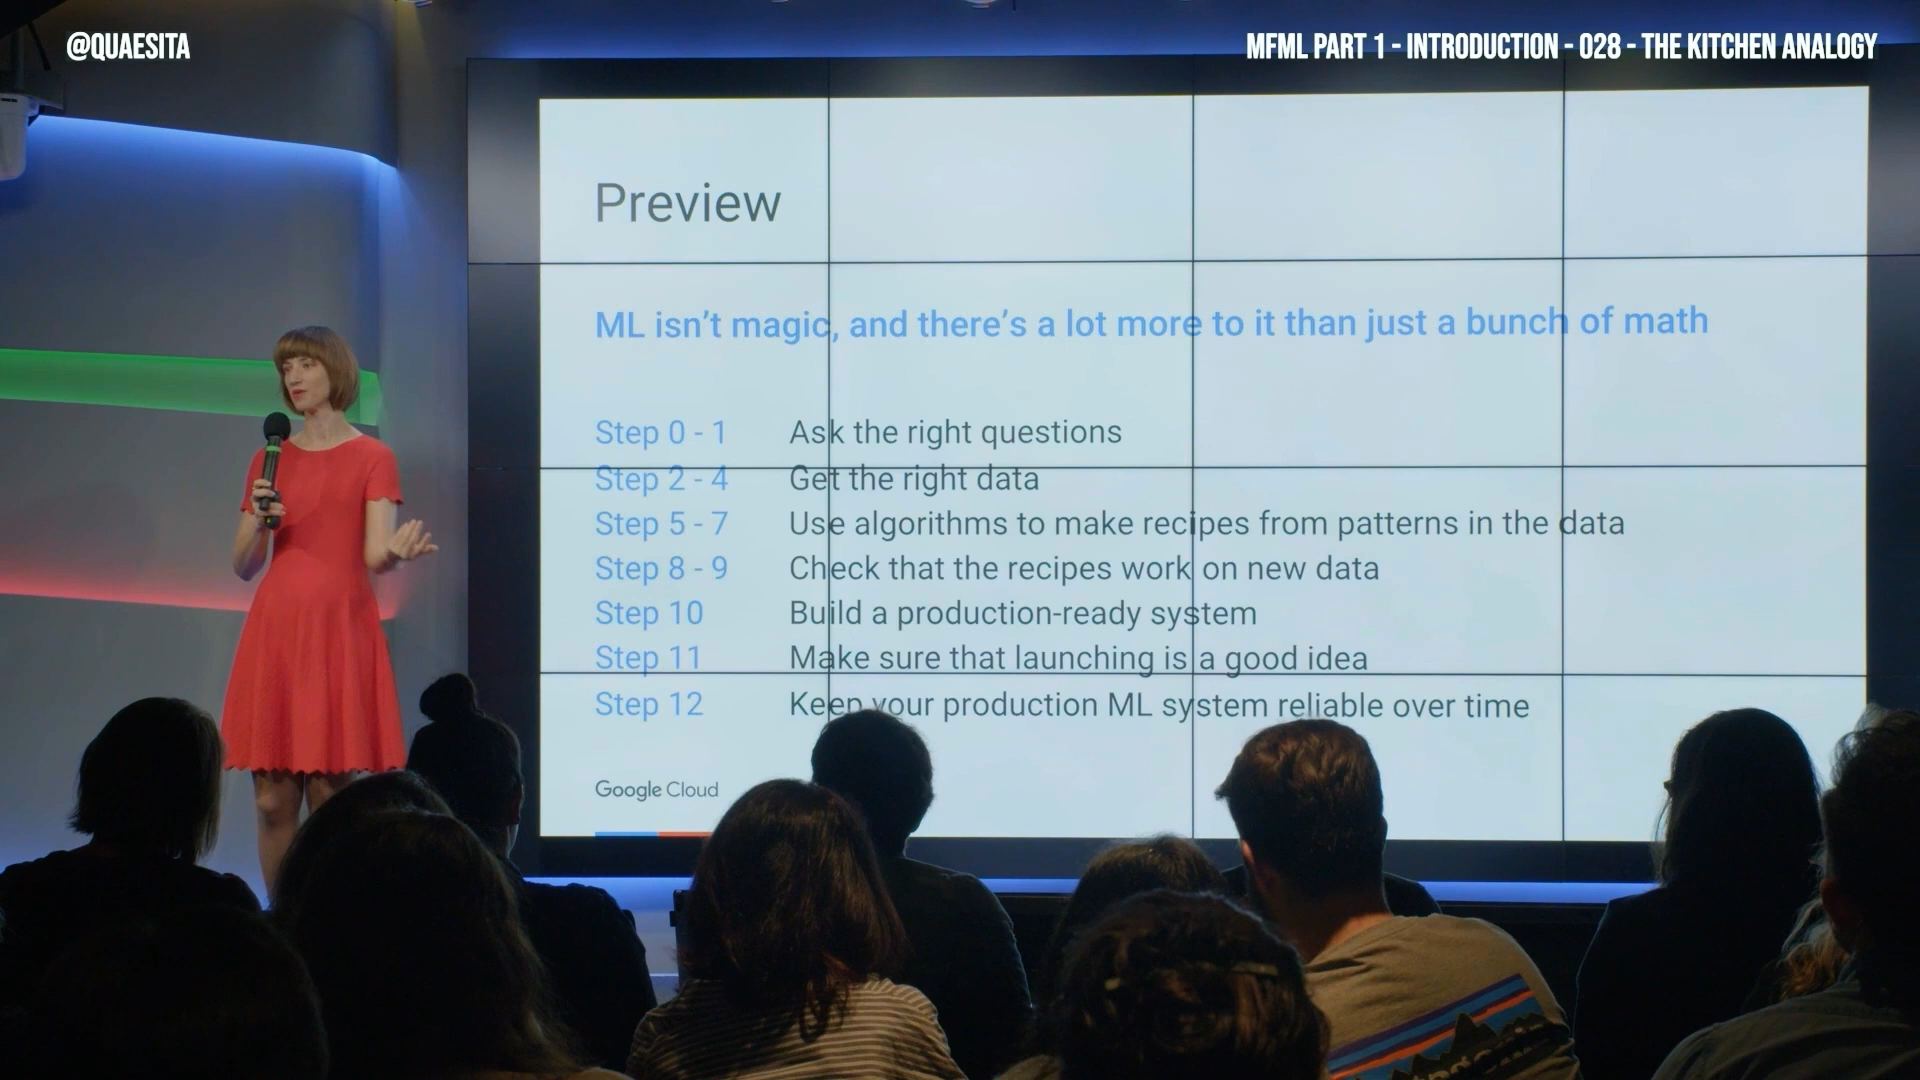 @QUAESITA
MFML PART 1 - INTRODUCTION - 028 - THE KITCHEN ANALOGY
Preview
ML isn't magic, and there's a lot more to it than just a bunch of math
Step 0 - 1 Ask the right questions
Step 2 - 4 Get the right data
Step 5 - 7 Use algorithms to make recipes from patterns in the data
Step 8 - 9 Check that the recipes work on new data
Step 10 Build a production-ready system
Step 11 Make sure that launching is a good idea
Step 12 Keep your production ML system reliable over time
Google Cloud